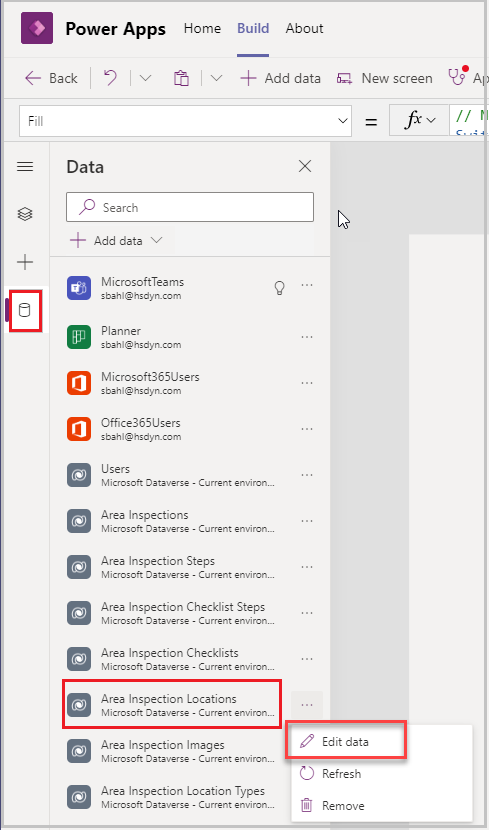 Power Apps Home Build About
Back Add data New screen Ap
Fill = fx // N
Swit
Data
Search
Add data
MicrosoftTeams
sbahl@hsdyn.com
Planner
sbahl@hsdyn.com
Microsoft365Users
sbahl@hsdyn.com
Office365Users
sbahl@hsdyn.com
Users
Microsoft Dataverse - Current environ...
Area Inspections
Microsoft Dataverse - Current environ...
Area Inspection Steps
Microsoft Dataverse - Current environ...
Area Inspection Checklist Steps
Microsoft Dataverse - Current environ...
Area Inspection Checklists
Microsoft Dataverse - Current environ...
Area Inspection Locations
Microsoft Dataverse - Current environ...
Edit data
Area Inspection Images
Microsoft Dataverse - Current environ...
Refresh
Area Inspection Location Types
Microsoft Dataverse - Current environ...
Remove